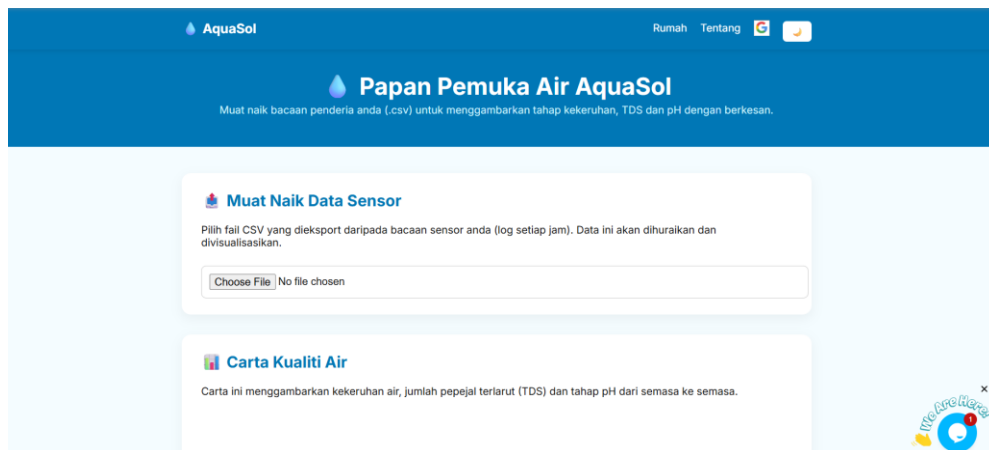 AquaSol
Rumah Tentang
Papan Pemuka Air AquaSol
Muat naik bacaan penderia anda (.csv) untuk menggambarkan tahap kekeruhan, TDS dan pH dengan berkesan.
Muat Naik Data Sensor
Pilih fail CSV yang dieksport daripada bacaan sensor anda (log setiap jam). Data ini akan dihuraikan dan
divisualisasikan.
Choose File No file chosen
Carta Kualiti Air
Carta ini menggambarkan kekeruhan air, jumlah pepejal terlarut (TDS) dan tahap pH dari semasa ke semasa.
We Are Here!
1